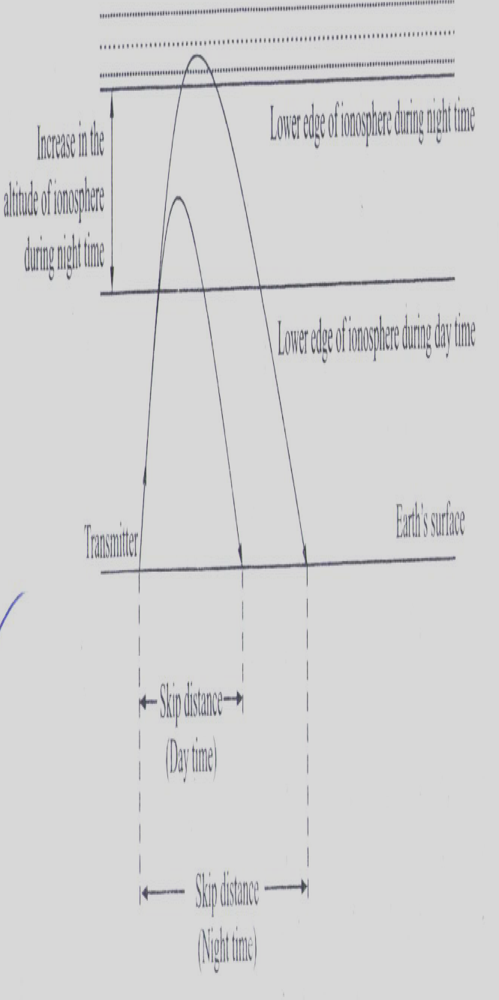 Lower edge of ionosphere during night time
Increase in the
altitude of ionosphere
during night time
Lower edge of ionosphere during day time
Transmitter
Earth's surface
Skip distance
(Day time)
Skip distance
(Night time)